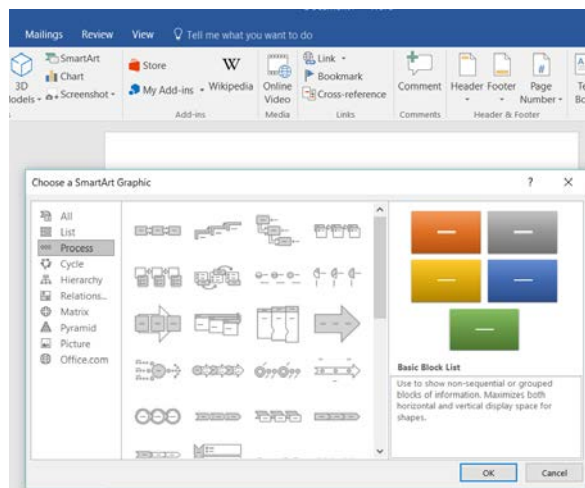 Mailings Review View Tell me what you want to do
SmartArt
Chart
Screenshot
3D
Models
Store
My Add-ins
Wikipedia
Add-ins
Online
Video
Media
Link
Bookmark
Cross-reference
Links
Comment
Comments
Header Footer Page
Number
Header & Footer
Choose a SmartArt Graphic ?
All
List
Process
Cycle
Hierarchy
Relations...
Matrix
Pyramid
Picture
Office.com
Basic Block List
Use to show non-sequential or grouped
blocks of information. Maximizes both
horizontal and vertical display space for
shapes.
OK Cancel